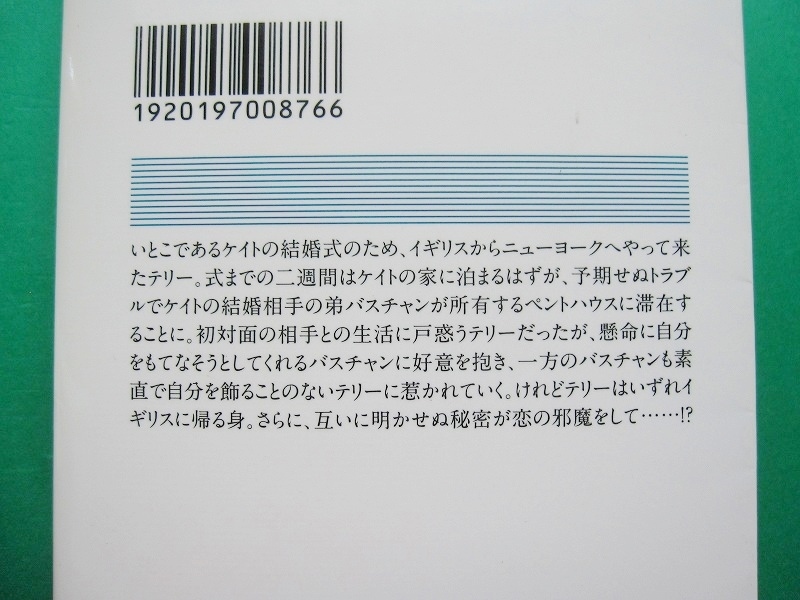 1920197008766
いとこであるケイトの結婚式のため、イギリスからニューヨークへやって来
たテリー。式までの二週間はケイトの家に泊まるはずが、予期せぬトラブ
ルでケイトの結婚相手の弟バスチャンが所有するペントハウスに滞在す
ることに。初対面の相手との生活に戸惑うテリーだったが、懸命に自分
をもてなそうとしてくれるバスチャンに好意を抱き、一方のバスチャンも素
直で自分を飾ることのないテリーに惹かれていく。けれどテリーはいずれイ
ギリスに帰る身。さらに、互いに明かせぬ秘密が恋の邪魔をして……!?